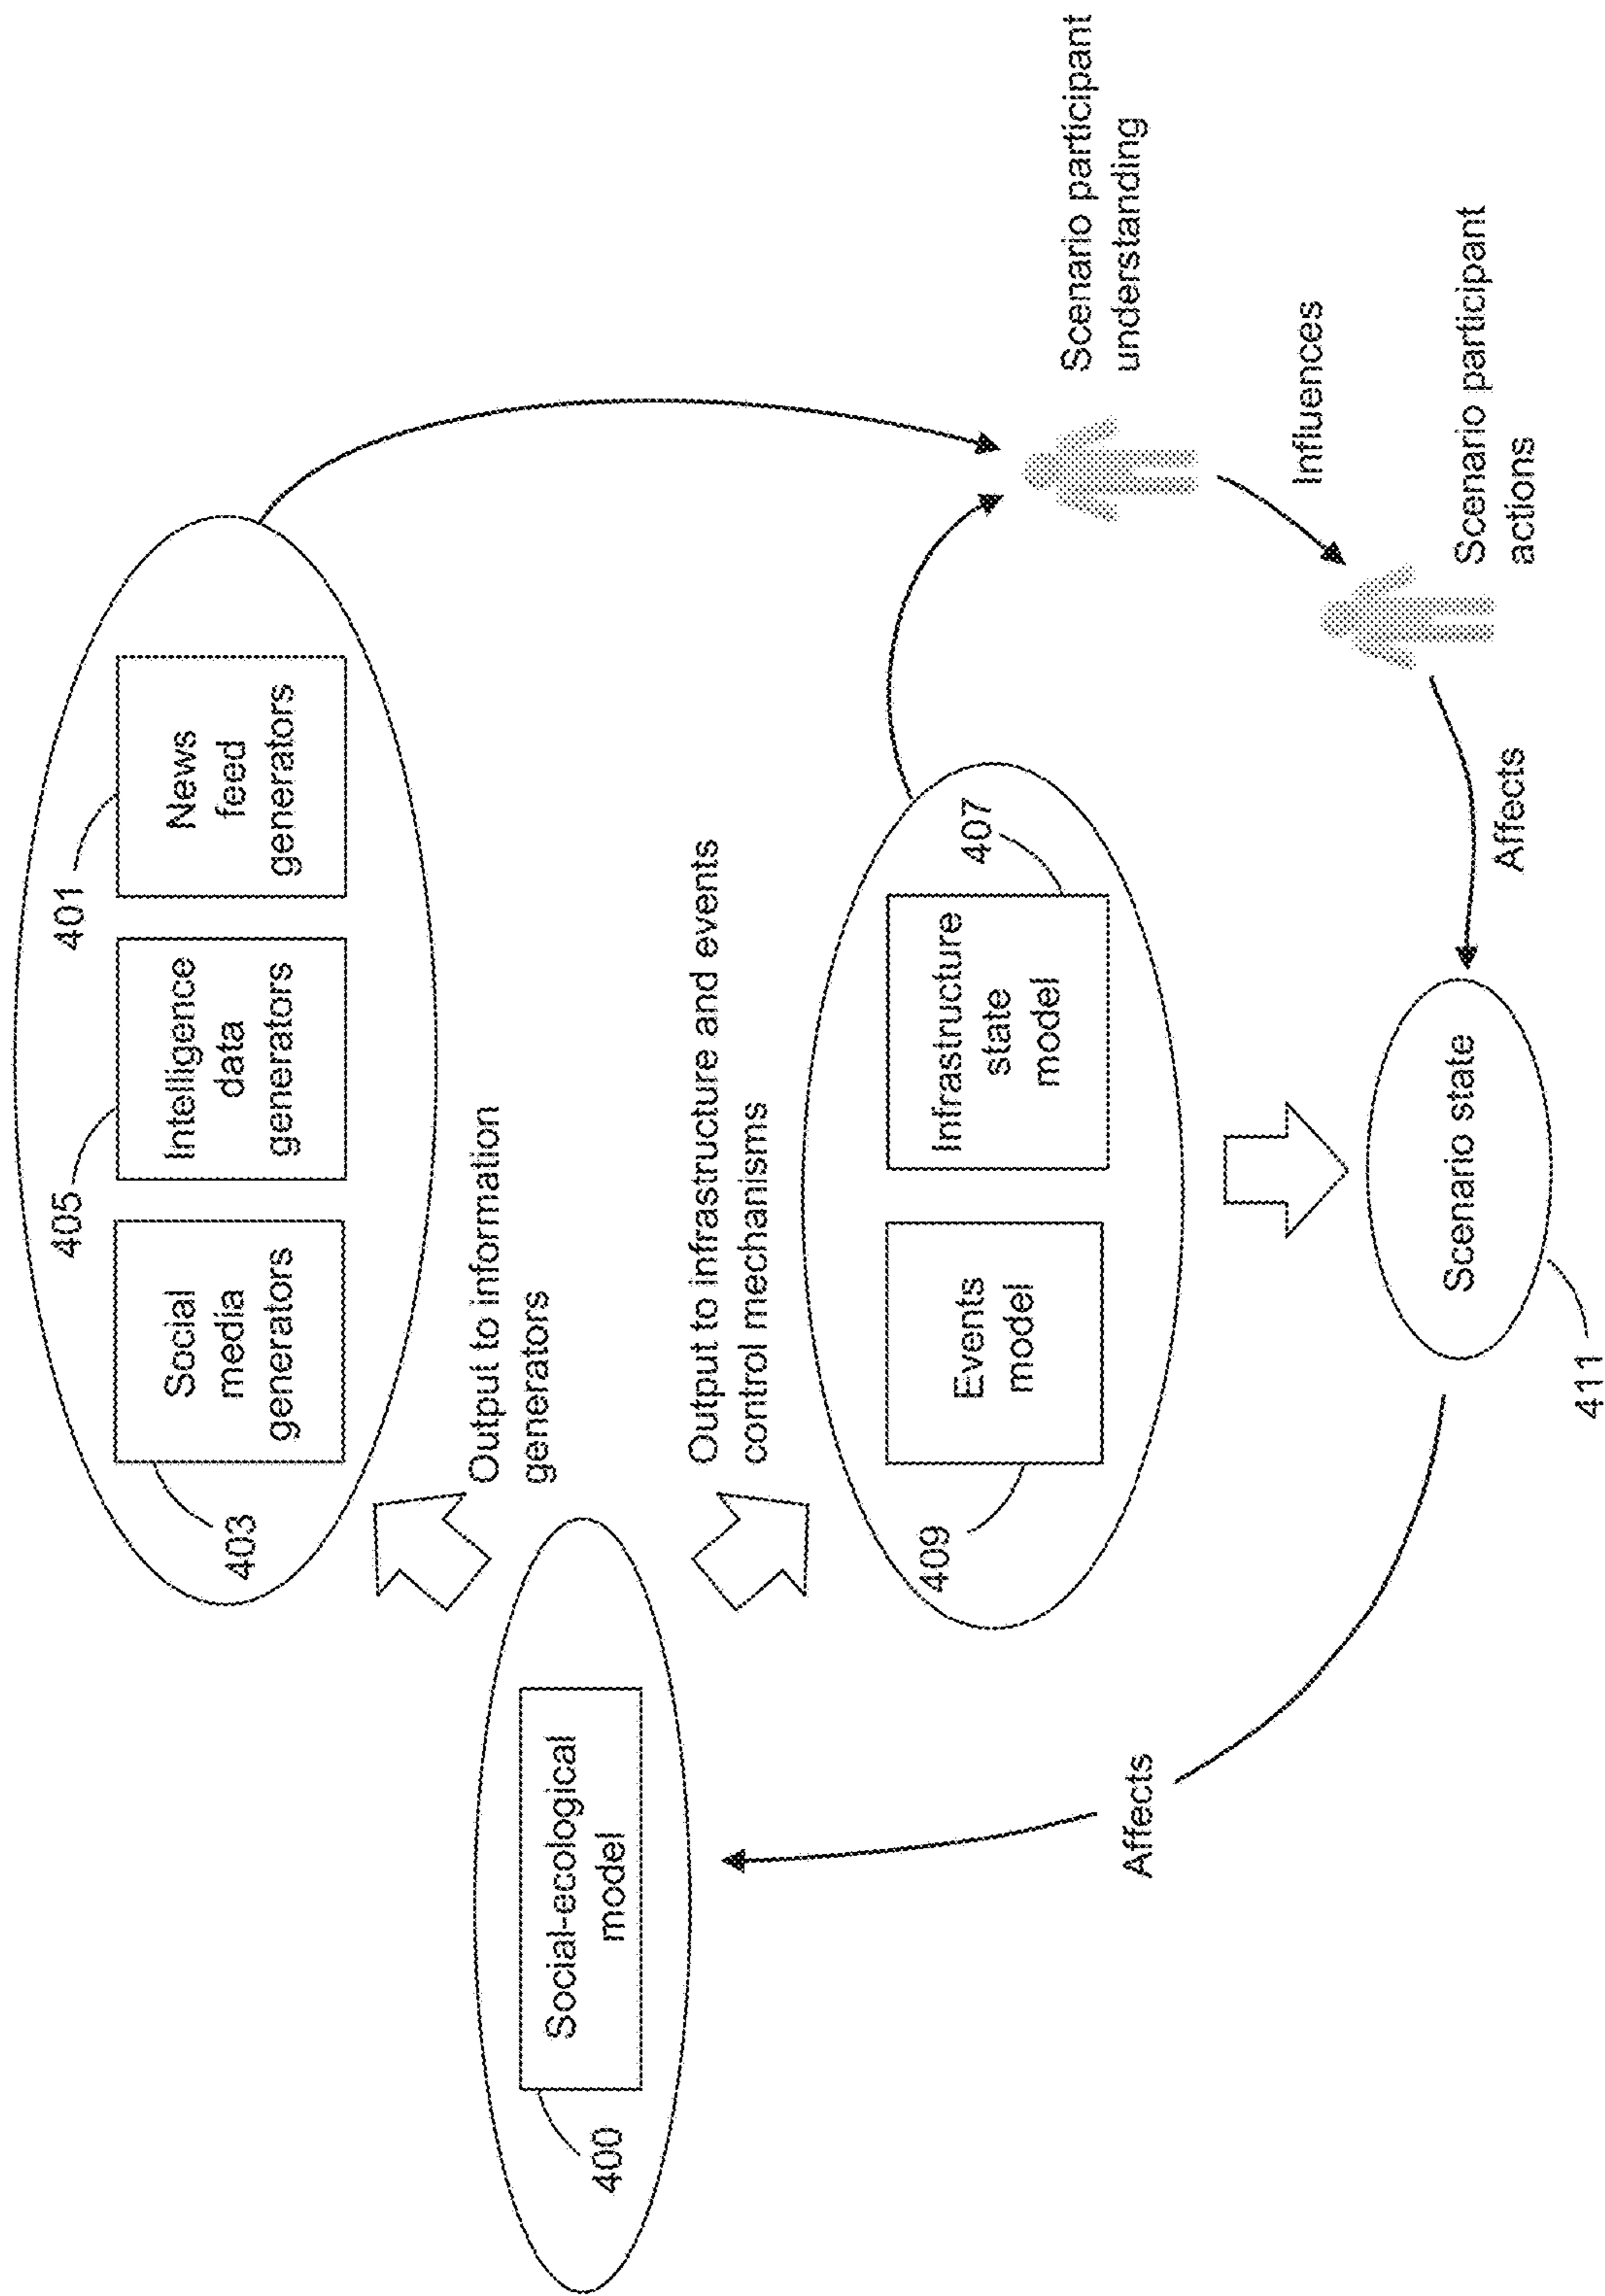 403
Social
media
generators
405
Intelligence
data
generators
401
News
feed
generators
Output to information
generators
400
Social-ecological
model
Output to infrastructure and events
control mechanisms
409
Events
model
407
Infrastructure
state
model
Scenario participant
understanding
Influences
Scenario participant
actions
Affects
Scenario state
411
Affects